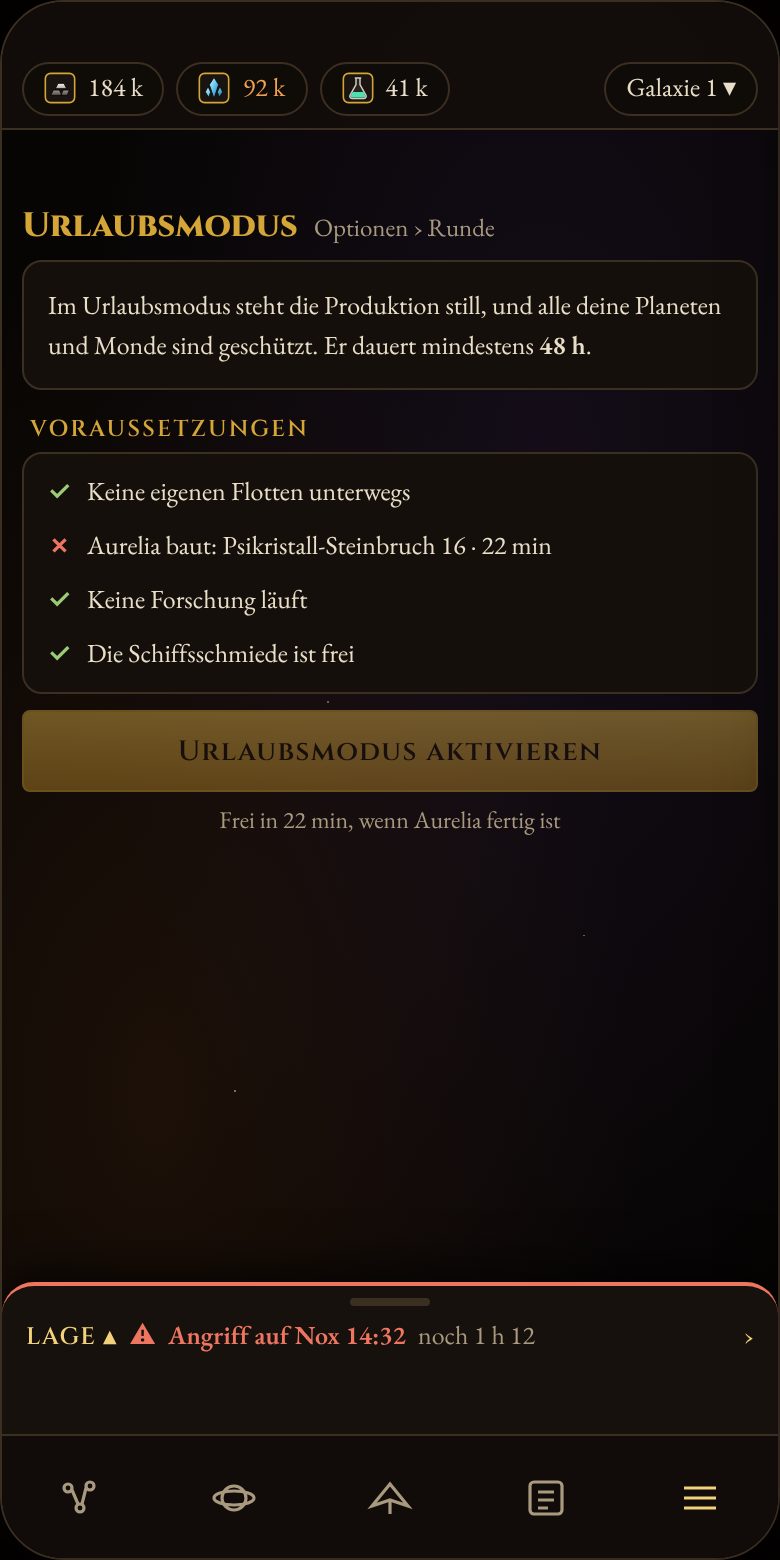 184 k 92 k 41 k Galaxie 1 ▼
Urlaubsmodus Optionen › Runde
Im Urlaubsmodus steht die Produktion still, und alle deine Planeten
und Monde sind geschützt. Er dauert mindestens 48 h.
VORAUSSETZUNGEN
Keine eigenen Flotten unterwegs
Aurelia baut: Psikristall-Steinbruch 16 · 22 min
Keine Forschung läuft
Die Schiffsschmiede ist frei
Urlaubsmodus aktivieren
Frei in 22 min, wenn Aurelia fertig ist
LAGE ▲ Angriff auf Nox 14:32 noch 1 h 12 ›